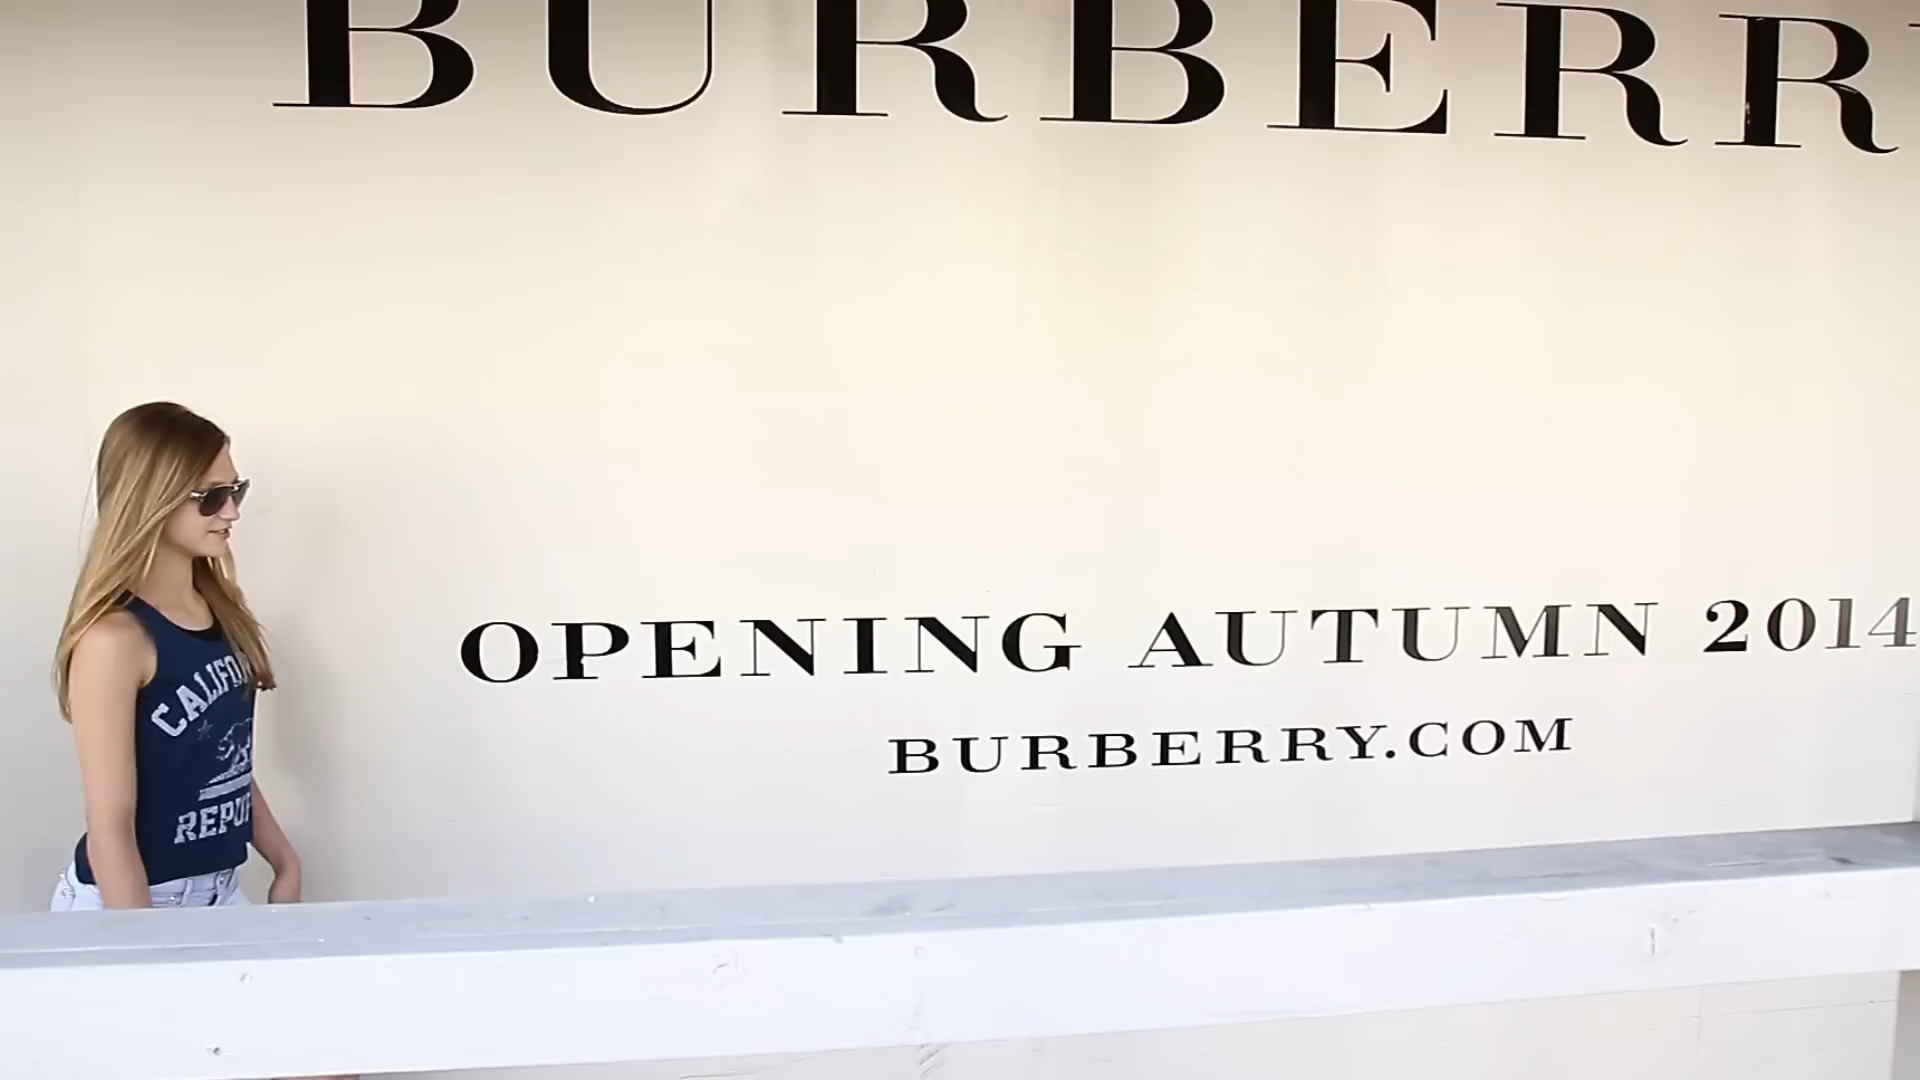 BURBERR
OPENING AUTUMN 2014
BURBERRY.COM
CALIFO
REPU